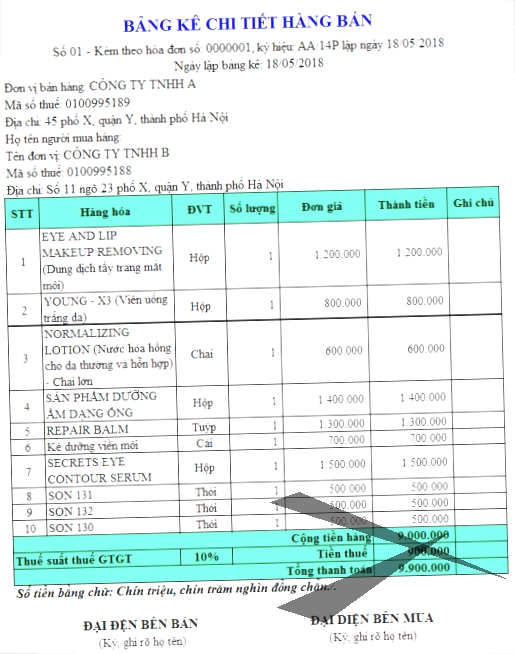 BẢNG KÊ CHI TIẾT HÀNG BÁN
Số 01 - Kèm theo hóa đơn số: 0000001, ký hiệu: AA 14P lập ngày 18/05/2018
Ngày lập bảng kê: 18/05/2018
Đơn vị bán hàng: CÔNG TY TNHH A
Mã số thuế: 0100995189
Địa chỉ: 45 phố X, quận Y, thành phố Hà Nội
Họ tên người mua hàng:
Tên đơn vị: CÔNG TY TNHH B
Mã số thuế: 0100995188
Địa chỉ: Số 11 ngõ 23 phố X, quận Y, thành phố Hà Nội
STT Hàng hóa ĐVT Số lượng Đơn giá Thành tiền Ghi chú
1 EYE AND LIP MAKEUP REMOVING (Dung dịch tẩy trang mắt môi) Hộp 1 1.200.000 1.200.000
2 YOUNG - X3 (Viên uống trắng da) Hộp 1 800.000 800.000
3 NORMALIZING LOTION (Nước hoa hồng cho da thường và hỗn hợp) - Chai lớn Chai 1 600.000 600.000
4 SẢN PHẨM DƯỠNG ẨM DẠNG ỐNG Hộp 1 1.400.000 1.400.000
5 REPAIR BALM Tuýp 1 1.300.000 1.300.000
6 Kẻ đường viền môi Cái 1 700.000 700.000
7 SECRETS EYE CONTOUR SERUM Hộp 1 1.500.000 1.500.000
8 SON 131 Thỏi 1 500.000 500.000
9 SON 132 Thỏi 1 500.000 500.000
10 SON 130 Thỏi 1 500.000 500.000
Cộng tiền hàng 9.000.000
Thuế suất thuế GTGT 10% Tiền thuế 900.000
Tổng thanh toán 9.900.000
Số tiền bằng chữ: Chín triệu, chín trăm nghìn đồng chẵn./.
ĐẠI DIỆN BÊN BÁN ĐẠI DIỆN BÊN MUA
(Ký, ghi rõ họ tên) (Ký, ghi rõ họ tên)